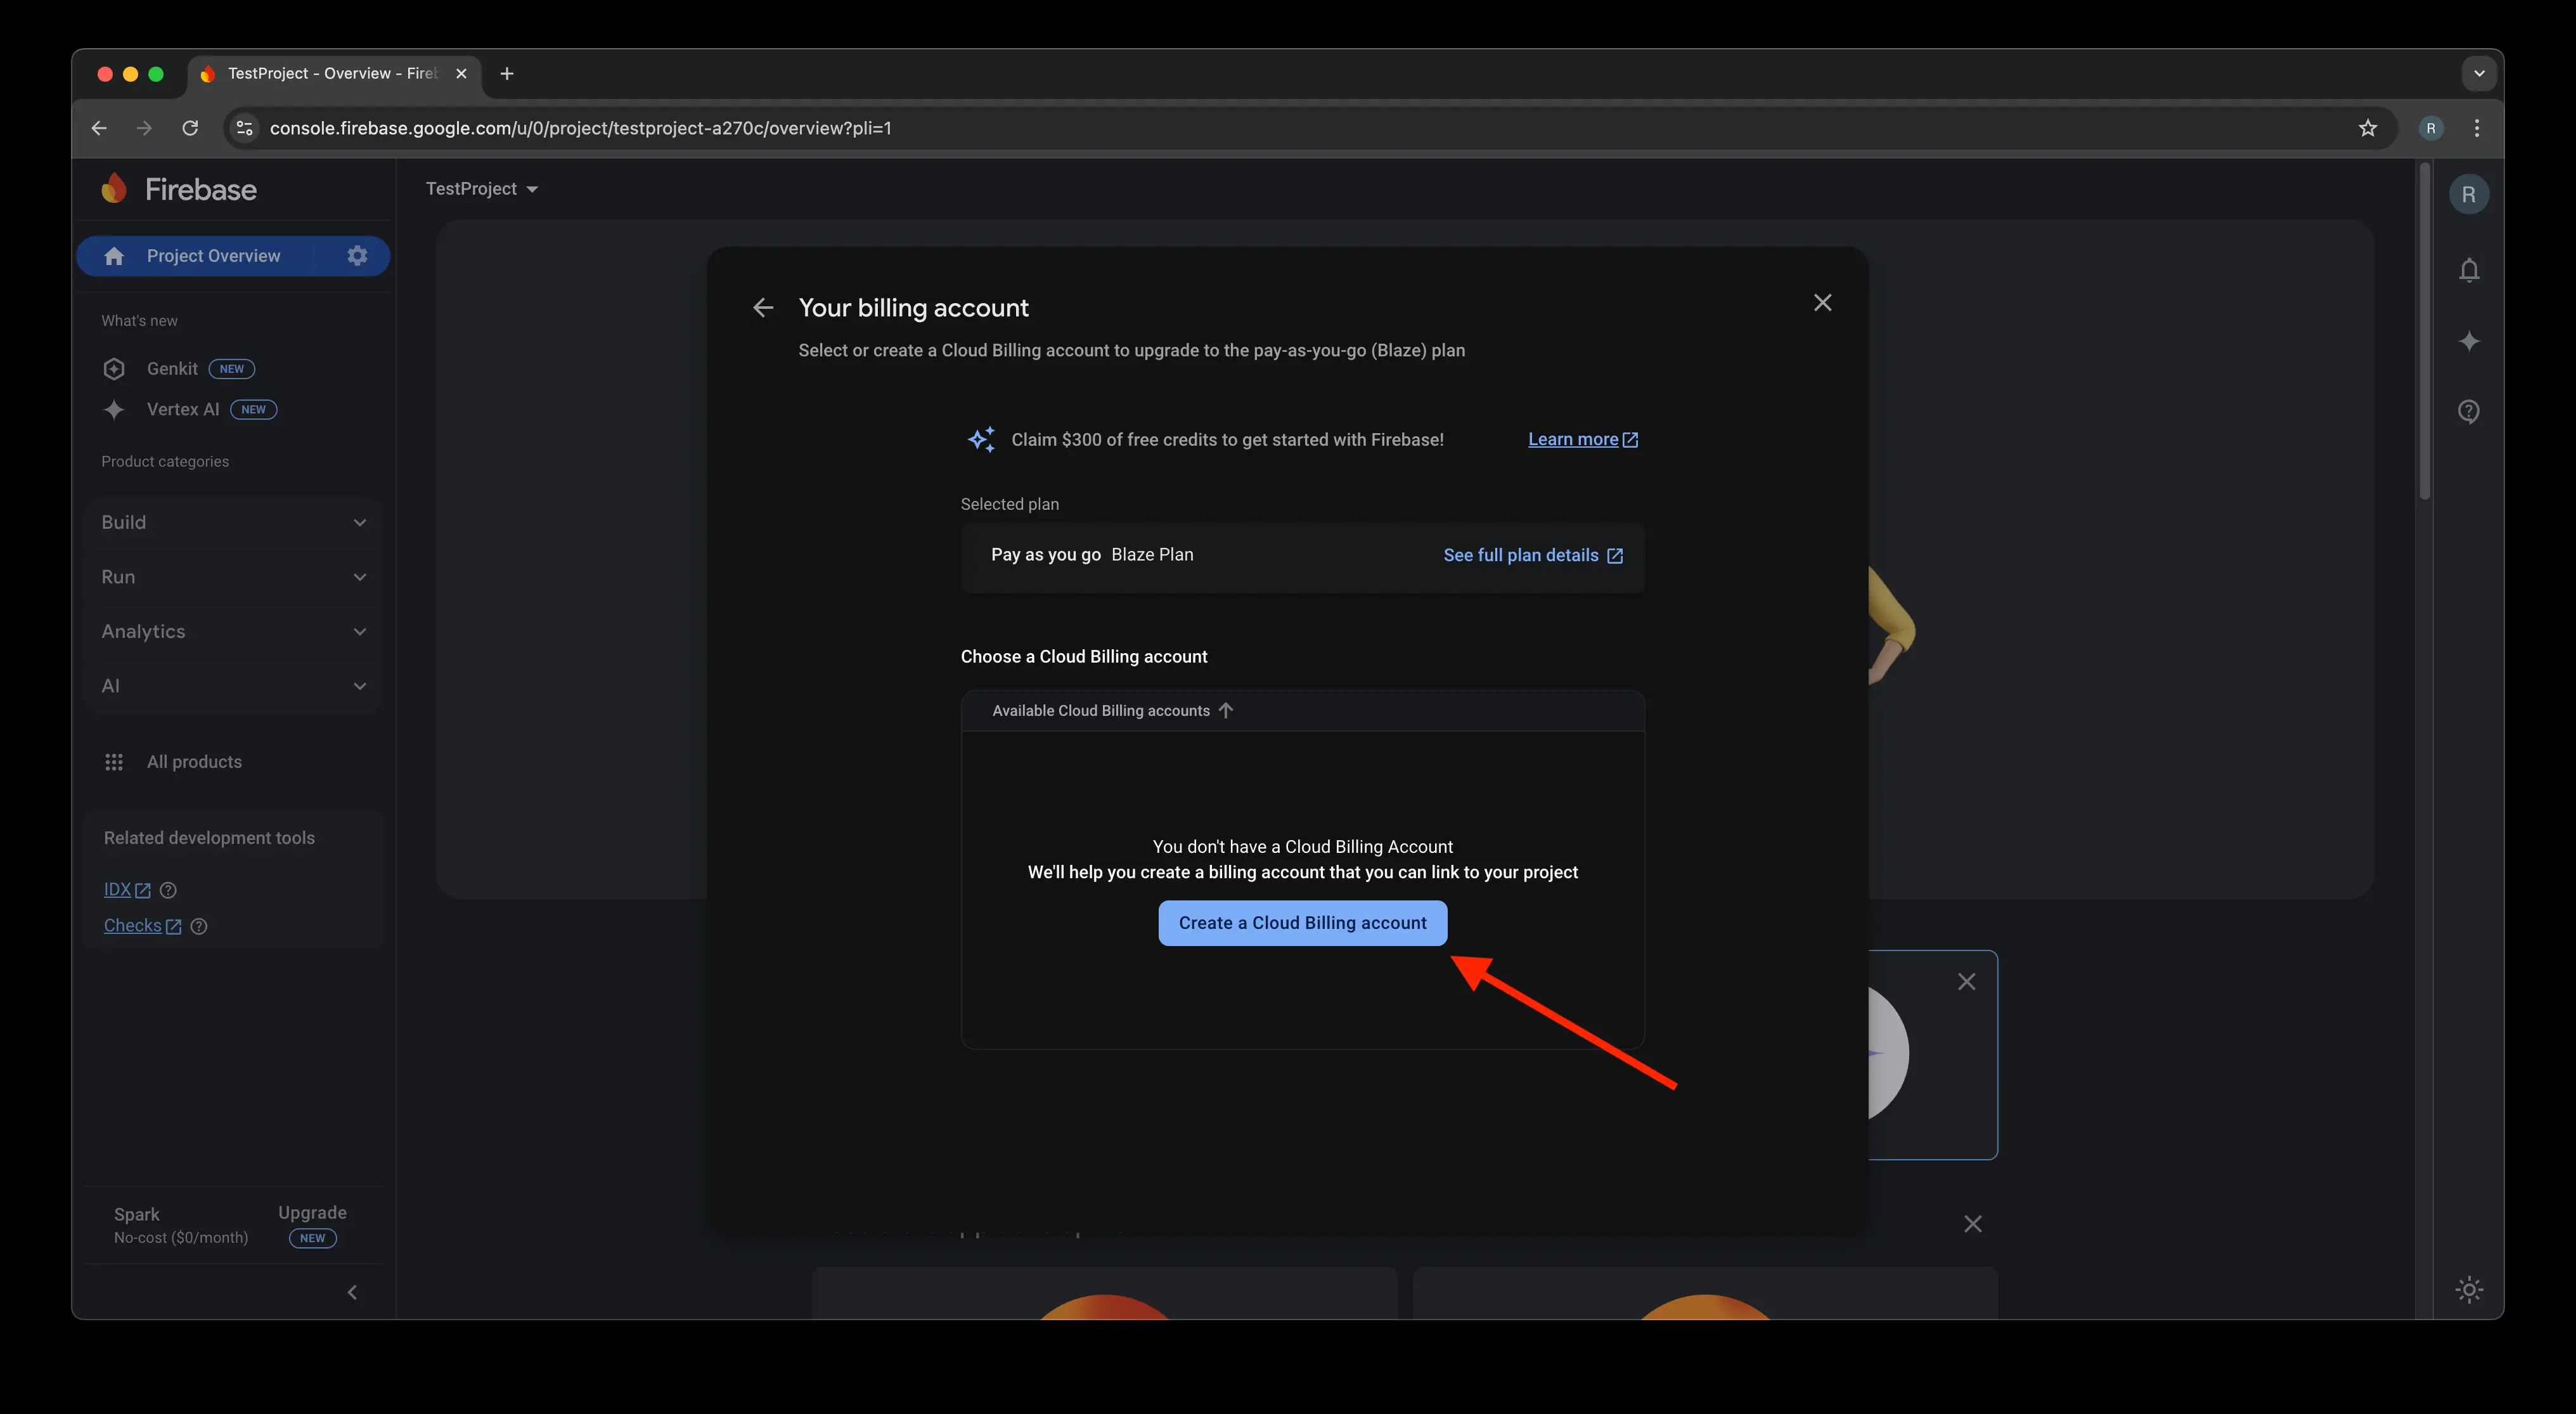 TestProject - Overview - Fireb
console.firebase.google.com/u/0/project/testproject-a270c/overview?pli=1
R
Firebase
TestProject
R
Project Overview
What's new
Genkit NEW
Vertex AI NEW
Product categories
Build
Run
Analytics
AI
All products
Related development tools
IDX
Checks
Spark
No-cost ($0/month)
Upgrade
NEW
Your billing account
Select or create a Cloud Billing account to upgrade to the pay-as-you-go (Blaze) plan
Claim $300 of free credits to get started with Firebase! Learn more
Selected plan
Pay as you go Blaze Plan See full plan details
Choose a Cloud Billing account
Available Cloud Billing accounts
You don't have a Cloud Billing Account
We'll help you create a billing account that you can link to your project
Create a Cloud Billing account